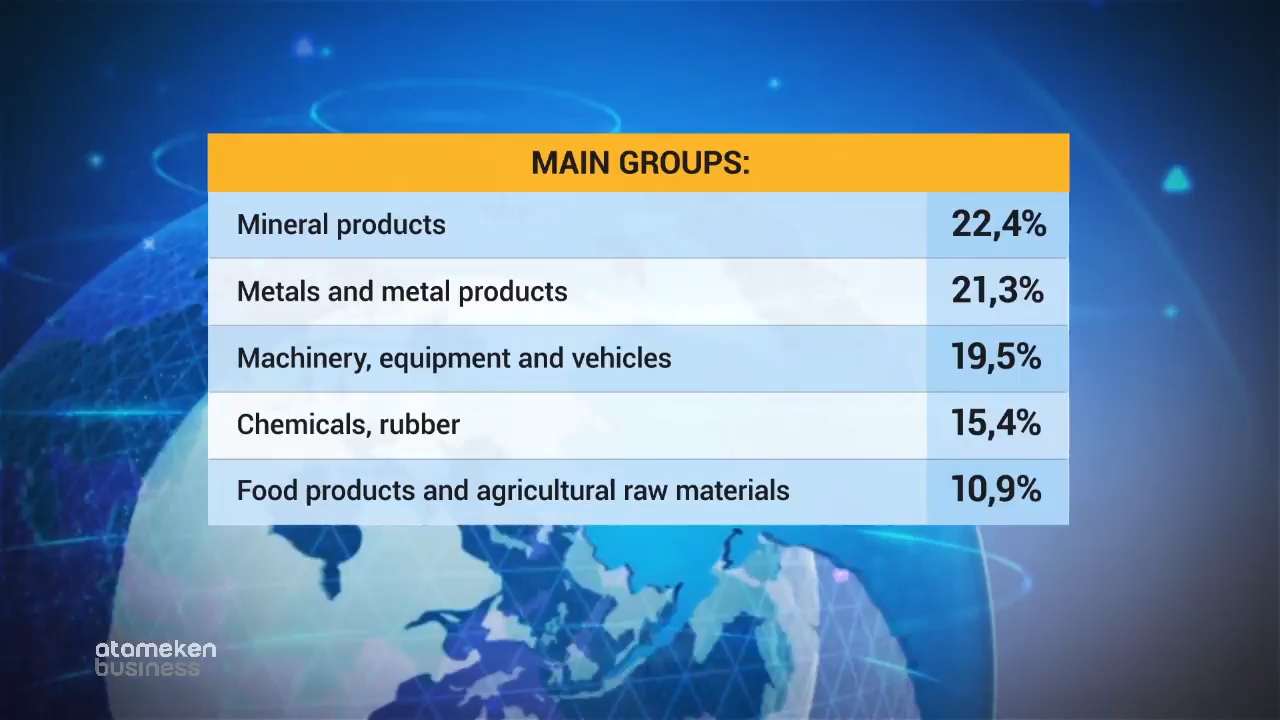 MAIN GROUPS:
Mineral products 22,4%
Metals and metal products 21,3%
Machinery, equipment and vehicles 19,5%
Chemicals, rubber 15,4%
Food products and agricultural raw materials 10,9%
atameken
business